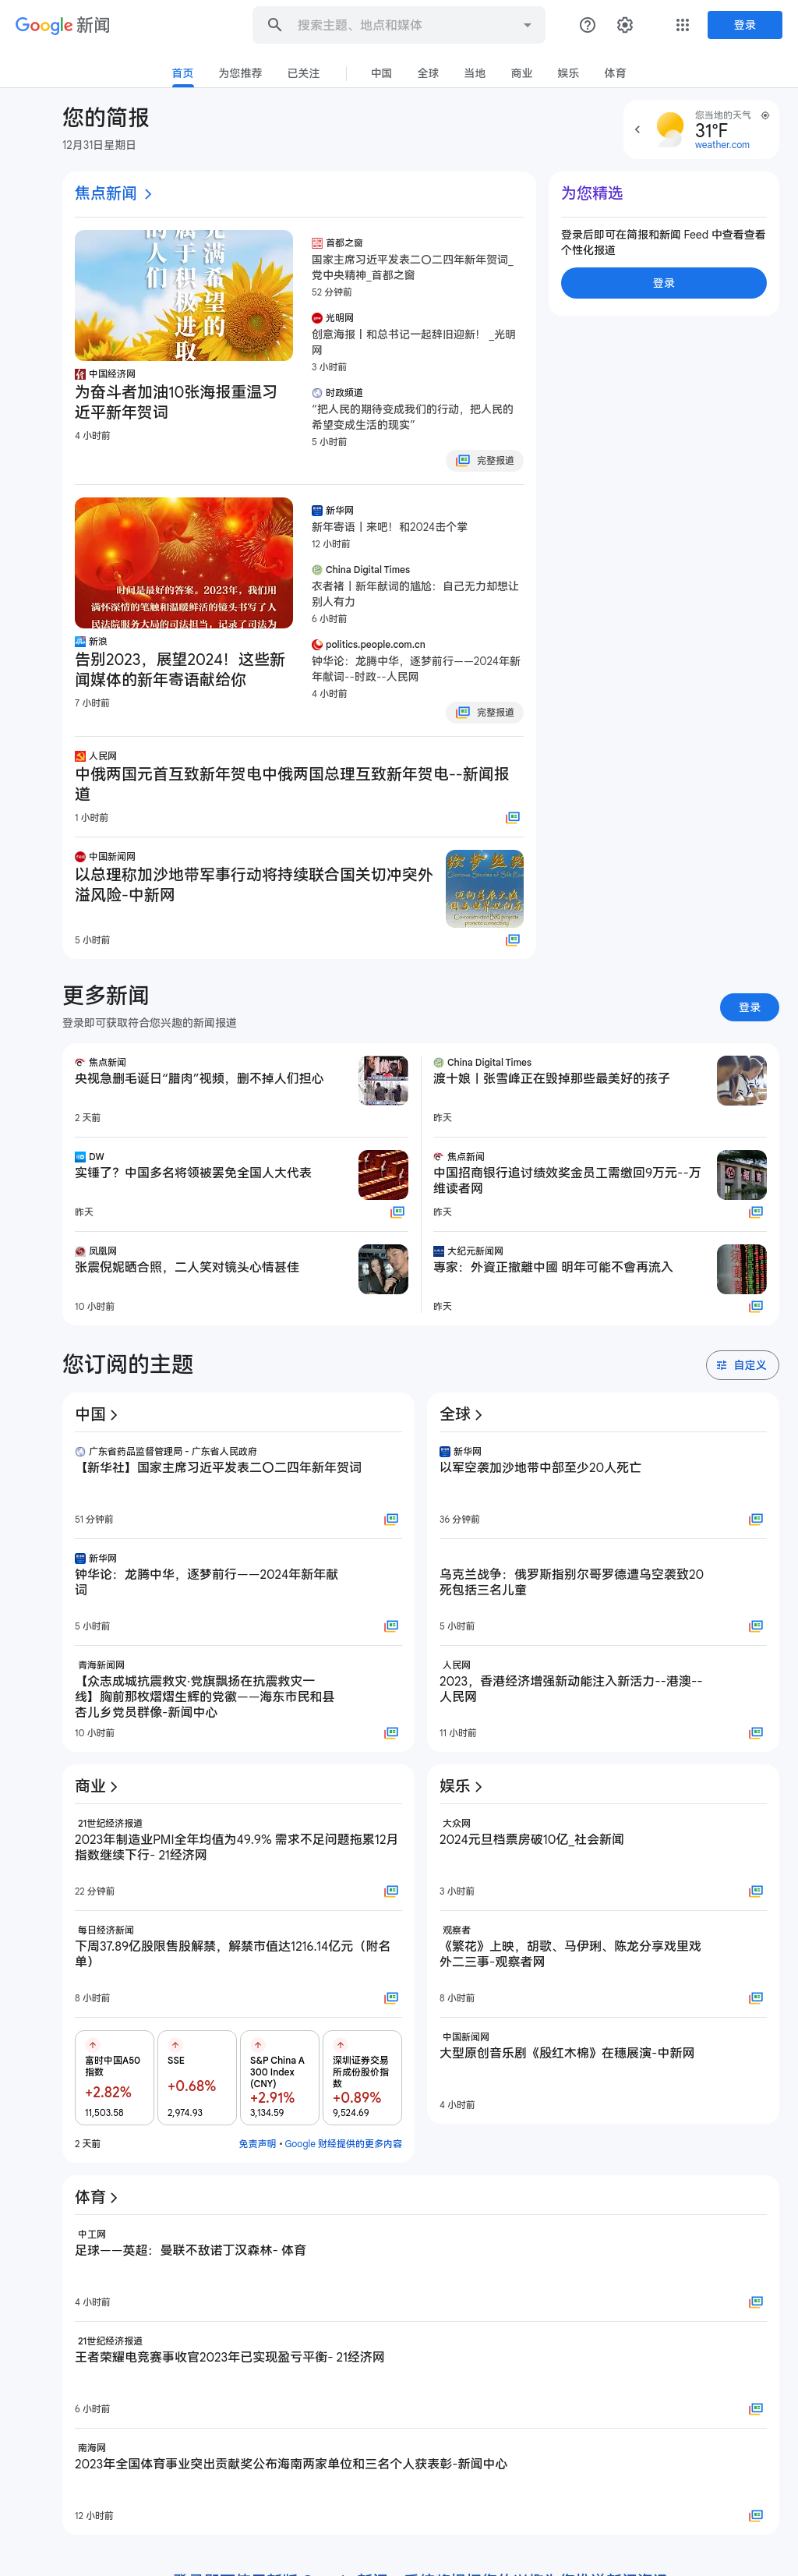 Google 新闻
搜索主题、地点和媒体
登录
首页
为您推荐
已关注
中国
全球
当地
商业
娱乐
体育
您的简报
12月31日星期日
您当地的天气
31°F
weather.com
焦点新闻
中国经济网
为奋斗者加油10张海报重温习
近平新年贺词
4 小时前
首都之窗
国家主席习近平发表二〇二四年新年贺词_
党中央精神_首都之窗
52 分钟前
光明网
创意海报丨和总书记一起辞旧迎新！ _光明
网
3 小时前
时政频道
“把人民的期待变成我们的行动，把人民的
希望变成生活的现实”
5 小时前
完整报道
为您精选
登录后即可在简报和新闻 Feed 中查看查看
个性化报道
登录
时间是最好的答案。2023年，我们用
满怀深情的笔触和温暖鲜活的镜头书写了人
民法院服务大局的司法担当，记录了司法为
新浪
告别2023，展望2024！这些新
闻媒体的新年寄语献给你
7 小时前
新华网
新年寄语丨来吧！和2024击个掌
12 小时前
China Digital Times
衣者褚丨新年献词的尴尬：自己无力却想让
别人有力
6 小时前
politics.people.com.cn
钟华论：龙腾中华，逐梦前行——2024年新
年献词--时政--人民网
4 小时前
完整报道
人民网
中俄两国元首互致新年贺电中俄两国总理互致新年贺电--新闻报
道
1 小时前
中国新闻网
以总理称加沙地带军事行动将持续联合国关切冲突外
溢风险-中新网
5 小时前
更多新闻
登录即可获取符合您兴趣的新闻报道
登录
焦点新闻
央视急删毛诞日“腊肉”视频，删不掉人们担心
2 天前
China Digital Times
渡十娘丨张雪峰正在毁掉那些最美好的孩子
昨天
DW
实锤了？中国多名将领被罢免全国人大代表
昨天
焦点新闻
中国招商银行追讨绩效奖金员工需缴回9万元--万
维读者网
昨天
凤凰网
张震倪妮晒合照，二人笑对镜头心情甚佳
10 小时前
大纪元新闻网
專家：外資正撤離中國 明年可能不會再流入
昨天
您订阅的主题
自定义
中国
广东省药品监督管理局 - 广东省人民政府
【新华社】国家主席习近平发表二〇二四年新年贺词
51 分钟前
新华网
钟华论：龙腾中华，逐梦前行——2024年新年献
词
5 小时前
青海新闻网
【众志成城抗震救灾·党旗飘扬在抗震救灾一
线】胸前那枚熠熠生辉的党徽——海东市民和县
杏儿乡党员群像-新闻中心
10 小时前
全球
新华网
以军空袭加沙地带中部至少20人死亡
36 分钟前
乌克兰战争：俄罗斯指别尔哥罗德遭乌空袭致20
死包括三名儿童
5 小时前
人民网
2023，香港经济增强新动能注入新活力--港澳--
人民网
11 小时前
商业
21世纪经济报道
2023年制造业PMI全年均值为49.9% 需求不足问题拖累12月
指数继续下行- 21经济网
22 分钟前
每日经济新闻
下周37.89亿股限售股解禁，解禁市值达1216.14亿元（附名
单）
8 小时前
富时中国A50
指数
+2.82%
11,503.58
SSE
+0.68%
2,974.93
S&P China A
300 Index
(CNY)
+2.91%
3,134.59
深圳证券交易
所成份股价指
数
+0.89%
9,524.69
2 天前
免责声明 • Google 财经提供的更多内容
娱乐
大众网
2024元旦档票房破10亿_社会新闻
3 小时前
观察者
《繁花》上映，胡歌、马伊琍、陈龙分享戏里戏
外二三事-观察者网
8 小时前
中国新闻网
大型原创音乐剧《殷红木棉》在穗展演-中新网
4 小时前
体育
中工网
足球——英超：曼联不敌诺丁汉森林- 体育
4 小时前
21世纪经济报道
王者荣耀电竞赛事收官2023年已实现盈亏平衡- 21经济网
6 小时前
南海网
2023年全国体育事业突出贡献奖公布海南两家单位和三名个人获表彰-新闻中心
12 小时前